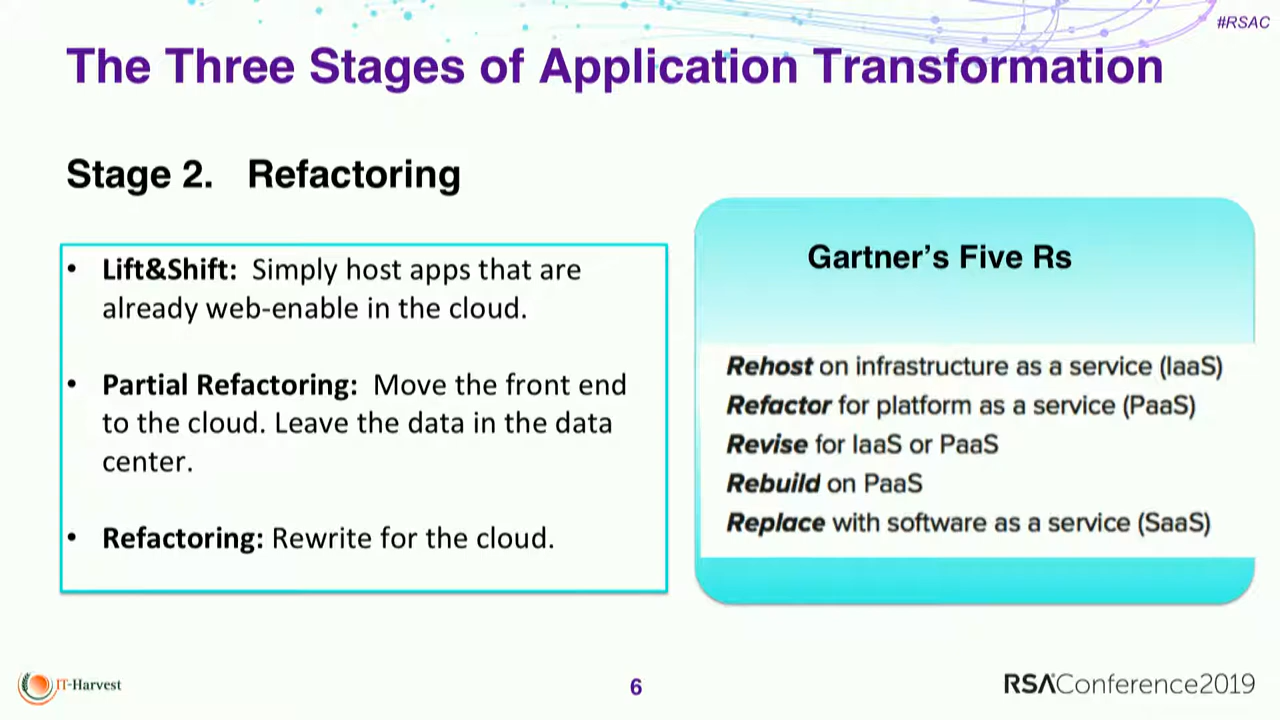 #RSAC
The Three Stages of Application Transformation
Stage 2. Refactoring
• Lift&Shift: Simply host apps that are
already web-enable in the cloud.
• Partial Refactoring: Move the front end
to the cloud. Leave the data in the data
center.
• Refactoring: Rewrite for the cloud.
Gartner’s Five Rs
Rehost on infrastructure as a service (IaaS)
Refactor for platform as a service (PaaS)
Revise for IaaS or PaaS
Rebuild on PaaS
Replace with software as a service (SaaS)
IT-Harvest
6
RSAConference2019